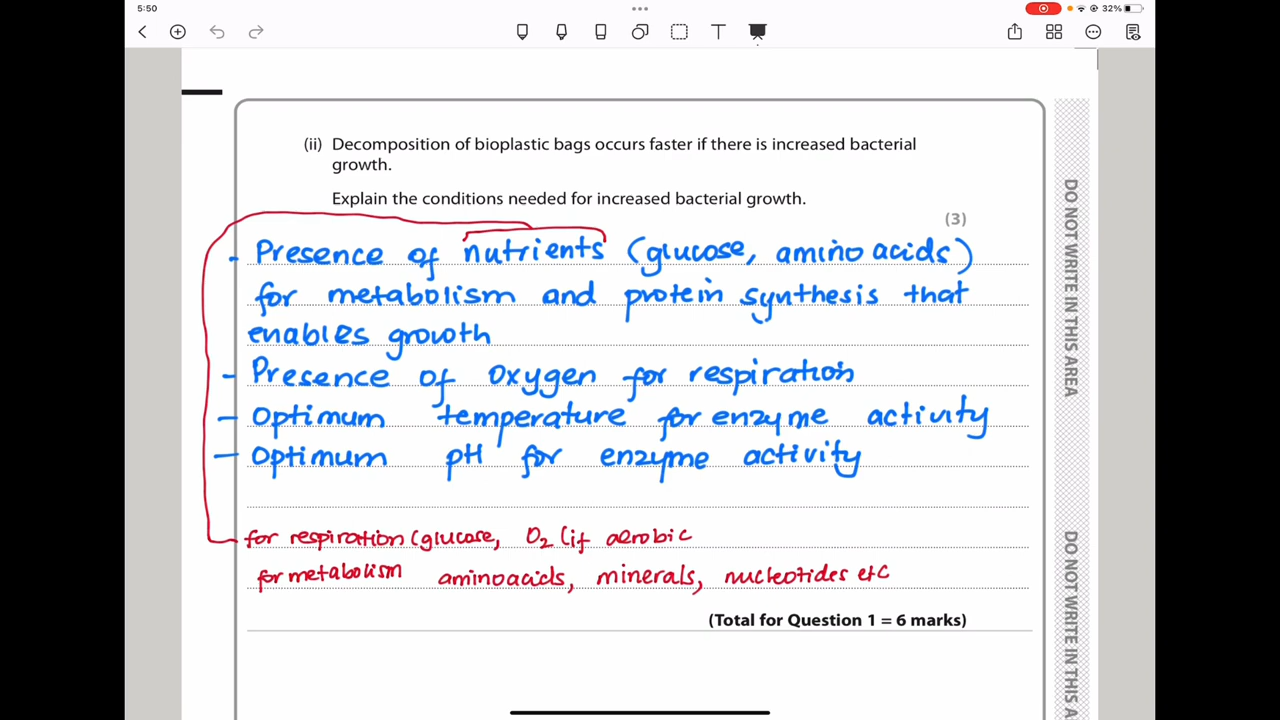 5:50
32%
T
(ii) Decomposition of bioplastic bags occurs faster if there is increased bacterial
growth.
Explain the conditions needed for increased bacterial growth.
(3)
- Presence of nutrients (glucose, amino acids)
for metabolism and protein synthesis that
enables growth
- Presence of oxygen for respiration
- Optimum temperature for enzyme activity
- Optimum pH for enzyme activity
for respiration (glucose, O2 (if aerobic
for metabolism aminoacids, minerals, nucleotides etc
(Total for Question 1 = 6 marks)
DO NOT WRITE IN THIS AREA
DO NOT WRITE IN THIS A